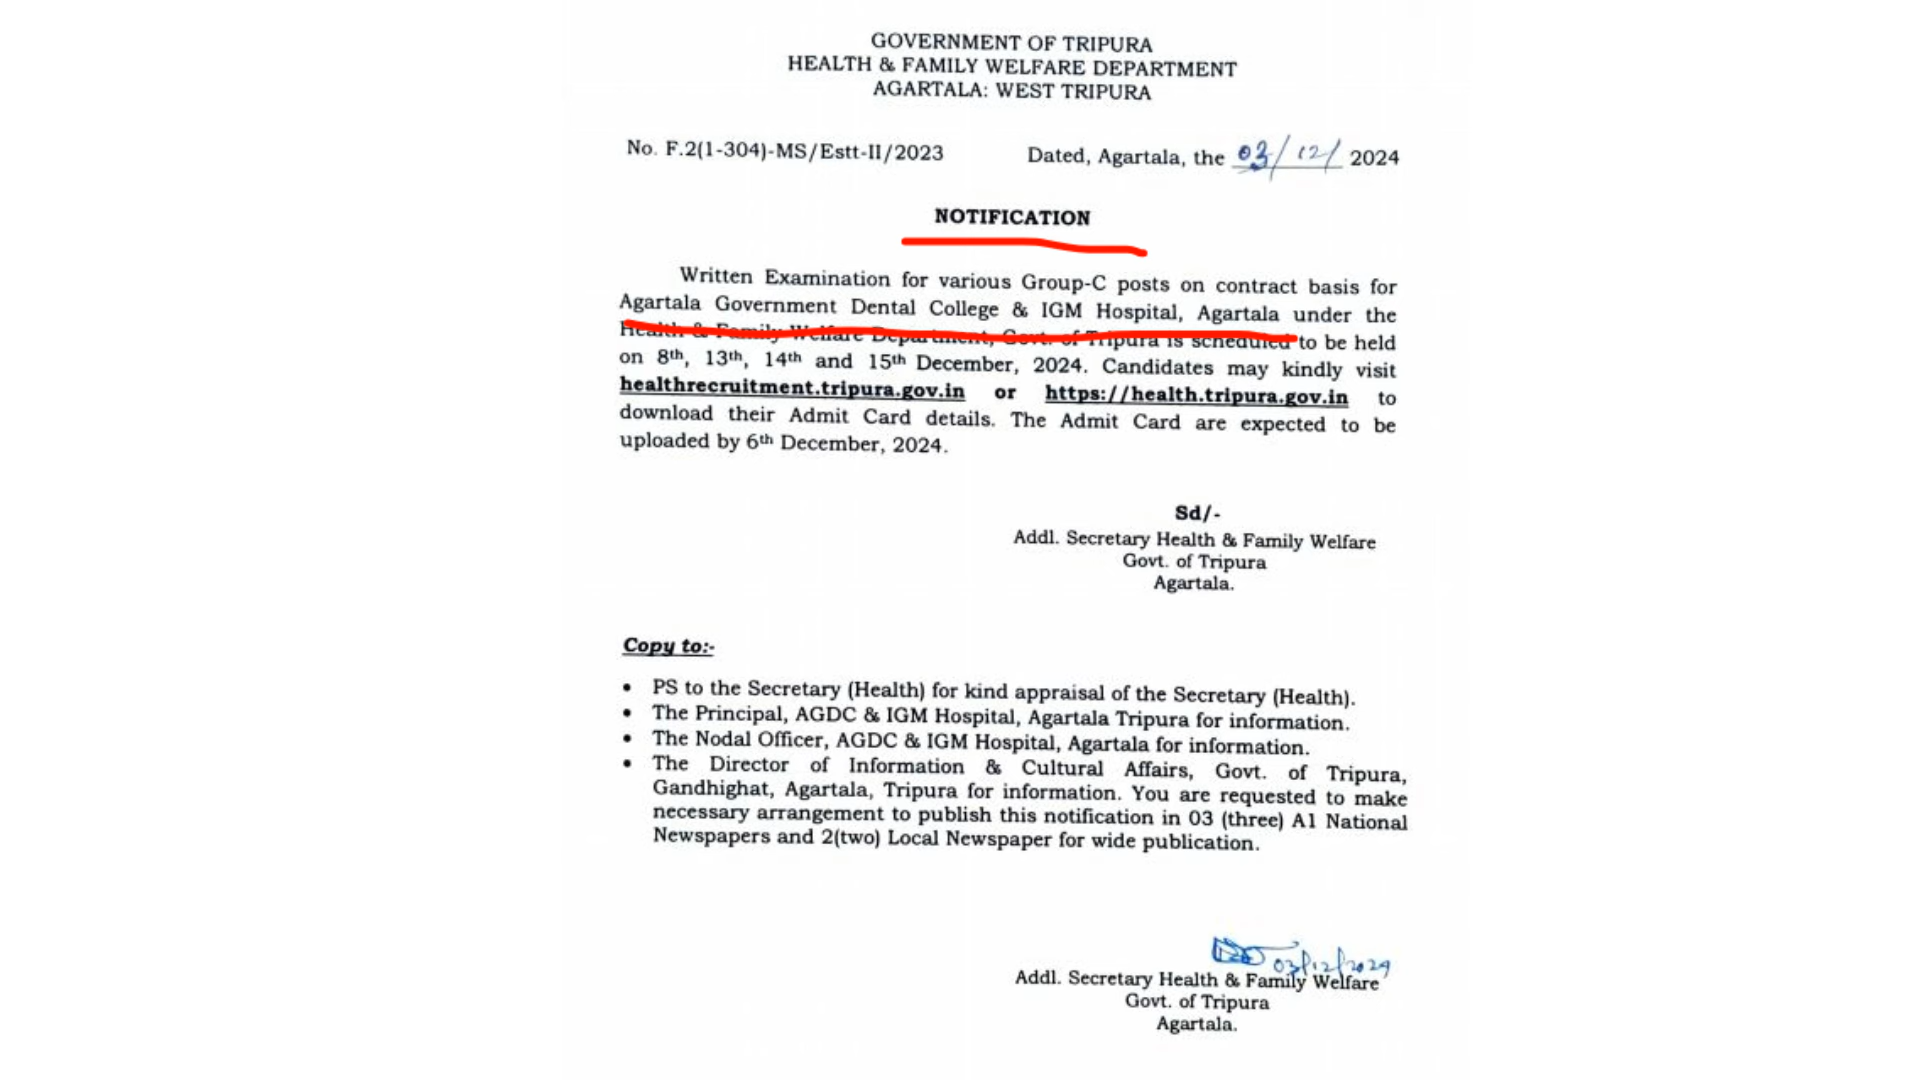 GOVERNMENT OF TRIPURA
HEALTH & FAMILY WELFARE DEPARTMENT
AGARTALA: WEST TRIPURA
No. F.2(1-304)-MS/Estt-II/2023 Dated, Agartala, the 03/12/ 2024
NOTIFICATION
Written Examination for various Group-C posts on contract basis for
Agartala Government Dental College & IGM Hospital, Agartala under the
Health & Family Welfare Department, Govt. of Tripura is scheduled to be held
on 8th, 13th, 14th and 15th December, 2024. Candidates may kindly visit
healthrecruitment.tripura.gov.in or https://health.tripura.gov.in to
download their Admit Card details. The Admit Card are expected to be
uploaded by 6th December, 2024.
Sd/-
Addl. Secretary Health & Family Welfare
Govt. of Tripura
Agartala.
Copy to:-
• PS to the Secretary (Health) for kind appraisal of the Secretary (Health).
• The Principal, AGDC & IGM Hospital, Agartala Tripura for information.
• The Nodal Officer, AGDC & IGM Hospital, Agartala for information.
• The Director of Information & Cultural Affairs, Govt. of Tripura,
Gandhighat, Agartala, Tripura for information. You are requested to make
necessary arrangement to publish this notification in 03 (three) A1 National
Newspapers and 2(two) Local Newspaper for wide publication.
03/12/2024
Addl. Secretary Health & Family Welfare
Govt. of Tripura
Agartala.